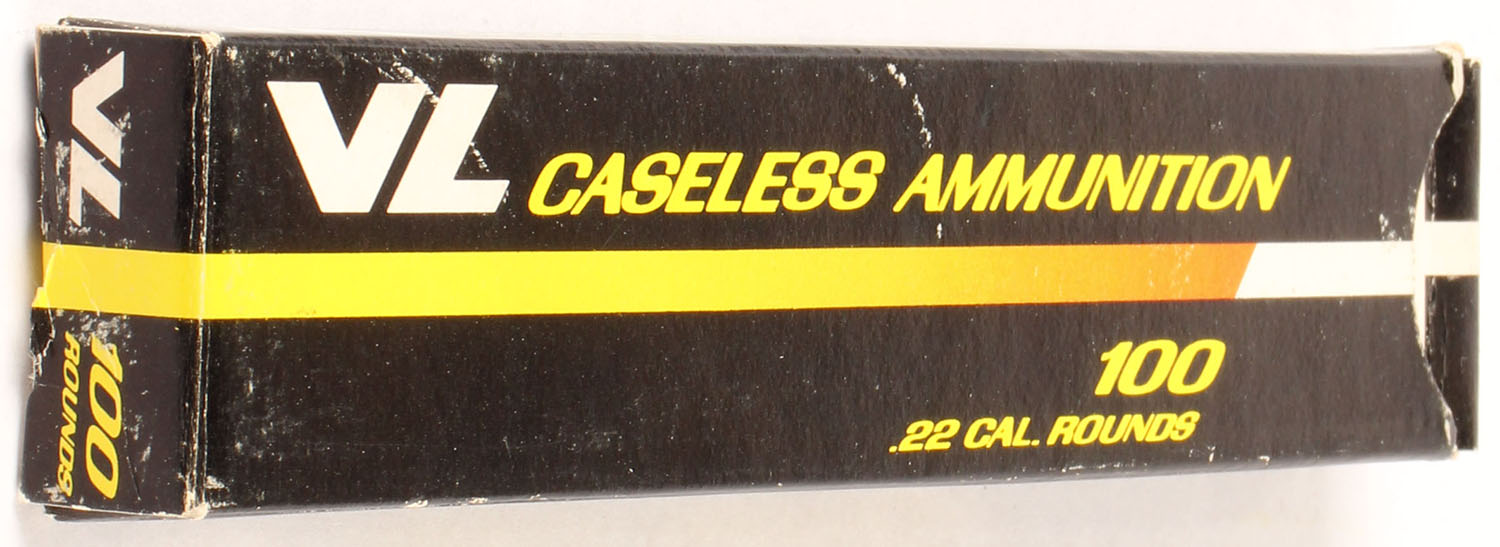 VL
100
ROUNDS
VL CASELESS AMMUNITION
100
.22 CAL. ROUNDS